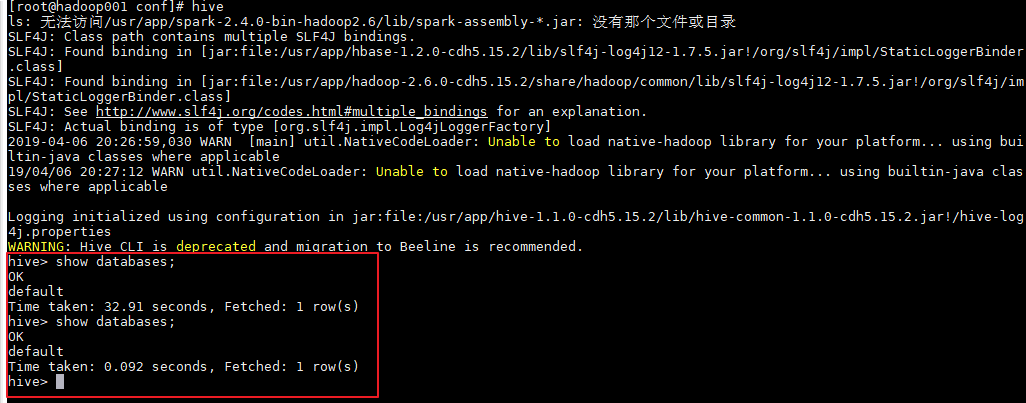 [root@hadoop001 conf]# hive
ls: 无法访问/usr/app/spark-2.4.0-bin-hadoop2.6/lib/spark-assembly-*.jar: 没有那个文件或目录
SLF4J: Class path contains multiple SLF4J bindings.
SLF4J: Found binding in [jar:file:/usr/app/hbase-1.2.0-cdh5.15.2/lib/slf4j-log4j12-1.7.5.jar!/org/slf4j/impl/StaticLoggerBinder
.class]
SLF4J: Found binding in [jar:file:/usr/app/hadoop-2.6.0-cdh5.15.2/share/hadoop/common/lib/slf4j-log4j12-1.7.5.jar!/org/slf4j/im
pl/StaticLoggerBinder.class]
SLF4J: See http://www.slf4j.org/codes.html#multiple_bindings for an explanation.
SLF4J: Actual binding is of type [org.slf4j.impl.Log4jLoggerFactory]
2019-04-06 20:26:59,030 WARN  [main] util.NativeCodeLoader: Unable to load native-hadoop library for your platform... using bui
ltin-java classes where applicable
19/04/06 20:27:12 WARN util.NativeCodeLoader: Unable to load native-hadoop library for your platform... using builtin-java clas
ses where applicable
Logging initialized using configuration in jar:file:/usr/app/hive-1.1.0-cdh5.15.2/lib/hive-common-1.1.0-cdh5.15.2.jar!/hive-log
4j.properties
WARNING: Hive CLI is deprecated and migration to Beeline is recommended.
hive> show databases;
OK
default
Time taken: 32.91 seconds, Fetched: 1 row(s)
hive> show databases;
OK
default
Time taken: 0.092 seconds, Fetched: 1 row(s)
hive>